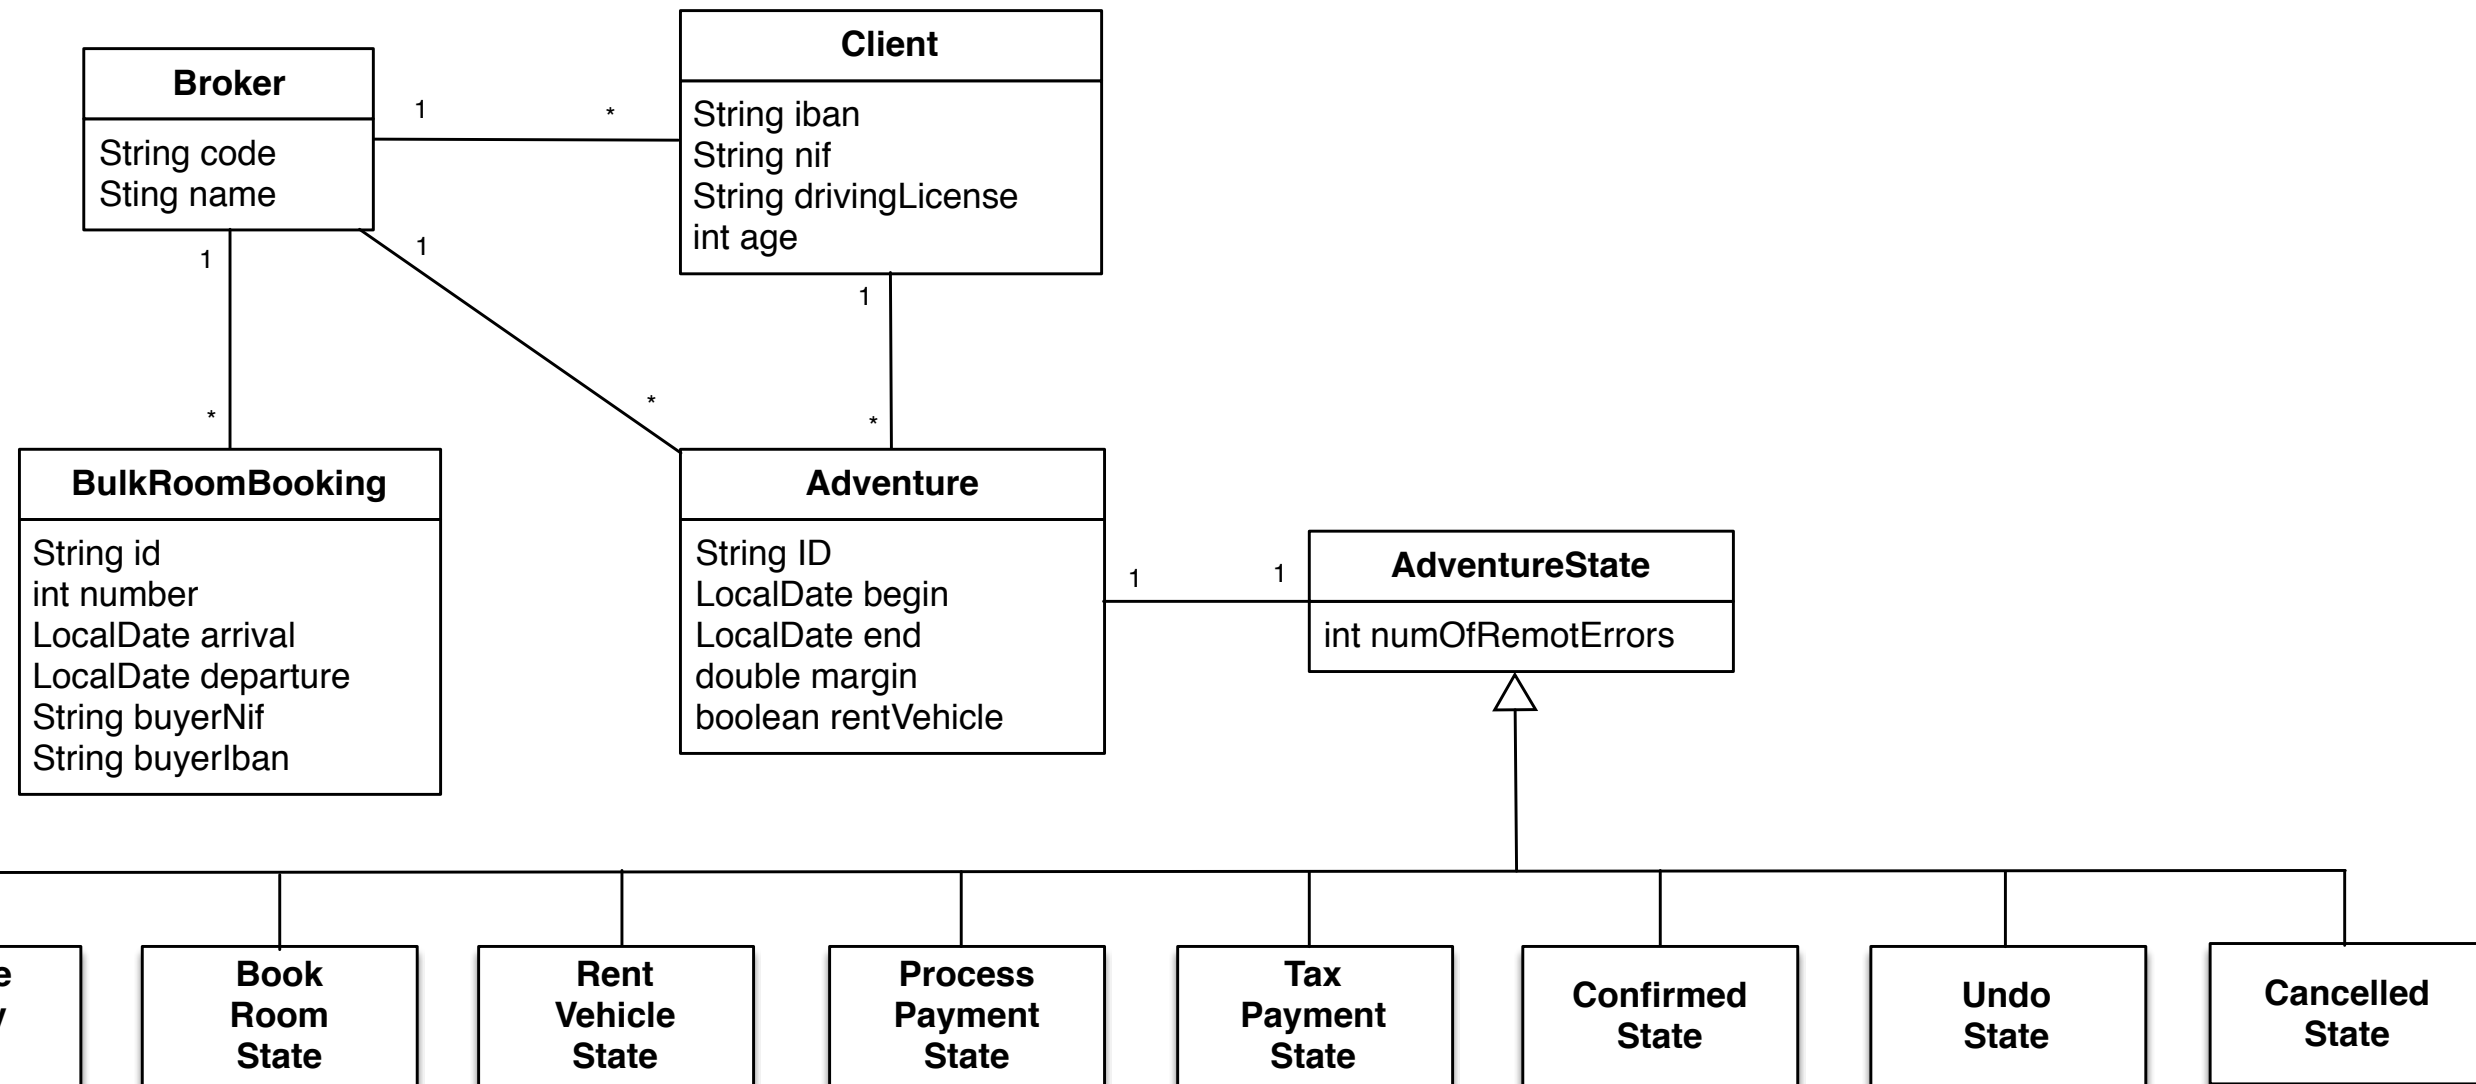 Client
Broker
String iban
String nif
String drivingLicense
int age
String code
Sting name
1
*
1
1
1
*
*
*
BulkRoomBooking
String id
int number
LocalDate arrival
LocalDate departure
String buyerNif
String buyerIban
Adventure
String ID
LocalDate begin
LocalDate end
double margin
boolean rentVehicle
1
1
AdventureState
int numOfRemotErrors
Book
Room
State
Rent
Vehicle
State
Process
Payment
State
Tax
Payment
State
Confirmed
State
Undo
State
Cancelled
State